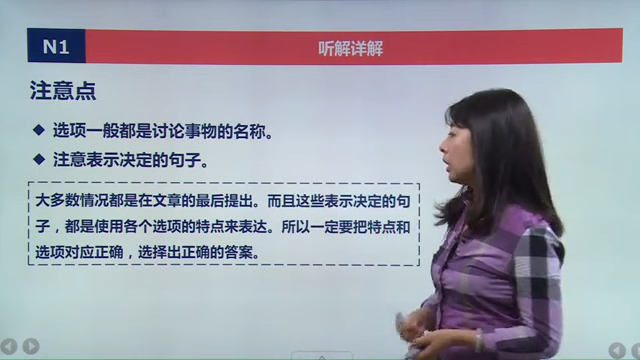 N1
听解详解
注意点
◆ 选项一般都是讨论事物的名称。
◆ 注意表示决定的句子。
大多数情况都是在文章的最后提出。而且这些表示决定的句
子，都是使用各个选项的特点来表达。所以一定要把特点和
选项对应正确，选择出正确的答案。